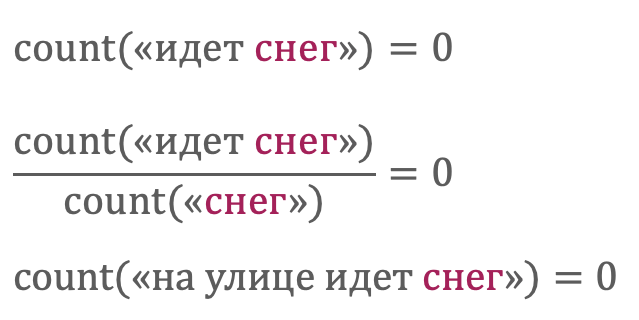 count(«идет снег») = 0
count(«идет снег»)
= 0
count(«снег»)
count(«на улице идет снег») = 0